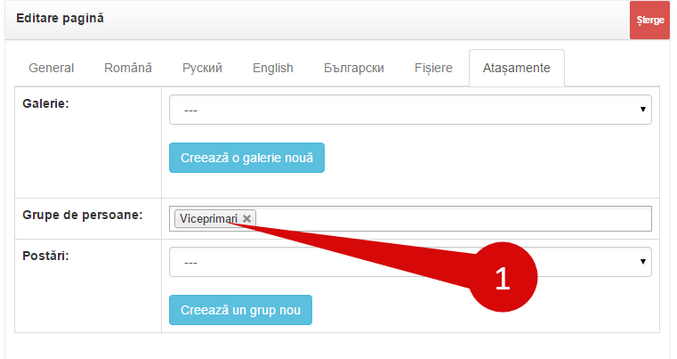 Editare pagină
Șterge
General
Română
Руский
English
Български
Fișiere
Atașamente
Galerie:
---
Creează o galerie nouă
Grupe de persoane:
Viceprimari ×
Postări:
---
Creează un grup nou
1